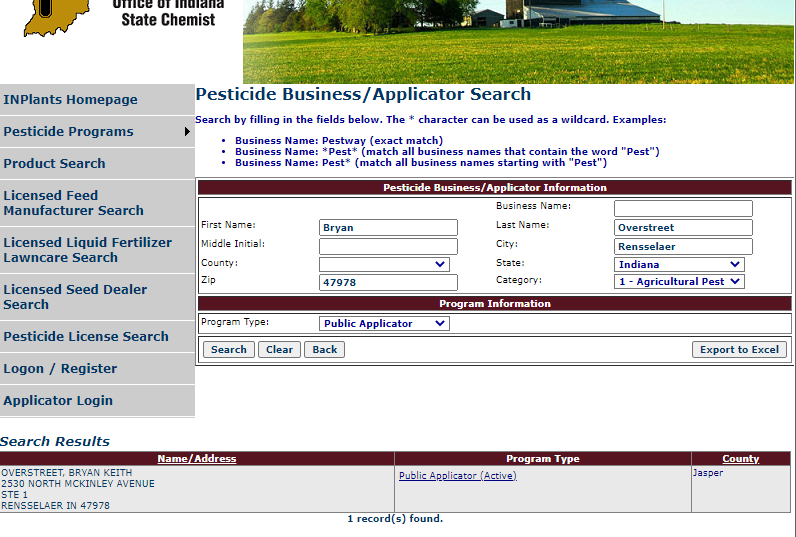 Office of Indiana
State Chemist
INPlants Homepage
Pesticide Programs
Product Search
Licensed Feed
Manufacturer Search
Licensed Liquid Fertilizer
Lawncare Search
Licensed Seed Dealer
Search
Pesticide License Search
Logon / Register
Applicator Login
Pesticide Business/Applicator Search
Search by filling in the fields below. The * character can be used as a wildcard. Examples:
• Business Name: Pestway (exact match)
• Business Name: *Pest* (match all business names that contain the word "Pest")
• Business Name: Pest* (match all business names starting with "Pest")
Pesticide Business/Applicator Information
Business Name:
First Name: Bryan Last Name: Overstreet
Middle Initial: City: Rensselaer
County: State: Indiana
Zip 47978 Category: 1 - Agricultural Pest
Program Information
Program Type: Public Applicator
Search Clear Back Export to Excel
Search Results
Name/Address Program Type County
OVERSTREET, BRYAN KEITH Public Applicator (Active) Jasper
2530 NORTH MCKINLEY AVENUE
STE 1
RENSSELAER IN 47978
1 record(s) found.